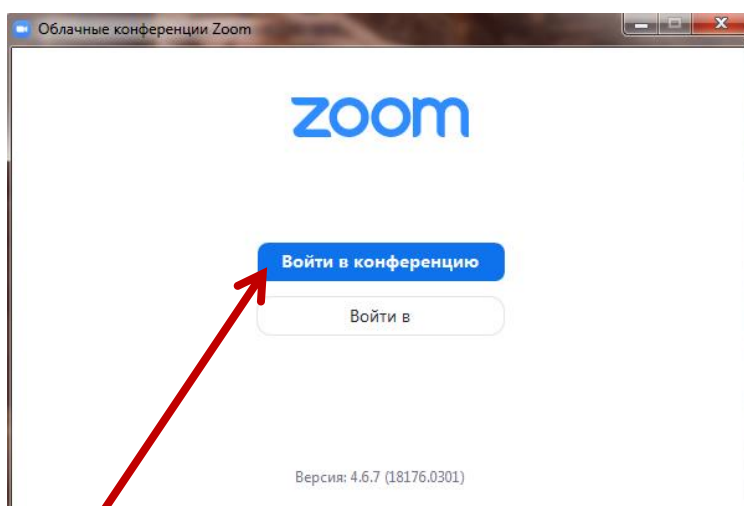 Облачные конференции Zoom
zoom
Войти в конференцию
Войти в
Версия: 4.6.7 (18176.0301)